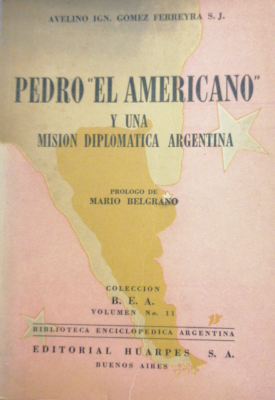 AVELINO IGN. GOMEZ FERREYRA S. J.
PEDRO "EL AMERICANO"
Y UNA
MISION DIPLOMATICA ARGENTINA
PROLOGO DE
MARIO BELGRANO
COLECCION
B. E. A.
VOLUMEN No. 11
BIBLIOTECA ENCICLOPEDICA ARGENTINA
EDITORIAL HUARPES S. A.
BUENOS AIRES